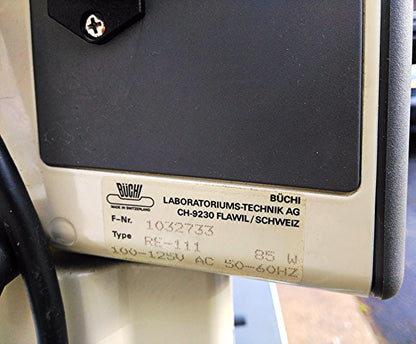 BÜCHI
MADE IN SWITZERLAND
BÜCHI
LABORATORIUMS-TECHNIK AG
CH-9230 FLAWIL/SCHWEIZ
F-Nr. 1032733
Type RE-111 85 W
100-125V AC 50-60HZ